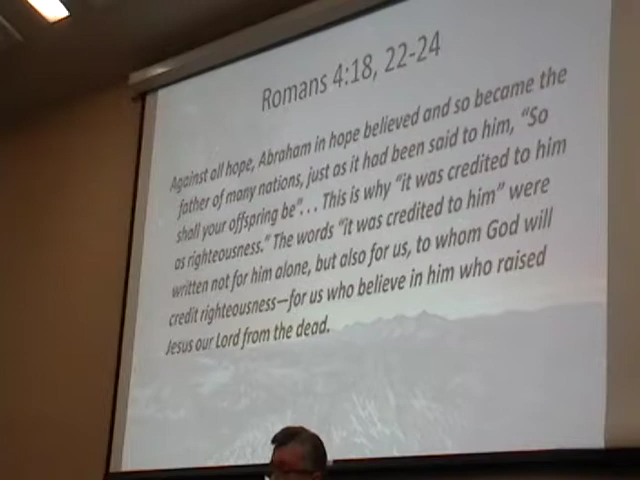 Romans 4:18, 22-24
Against all hope, Abraham in hope believed and so became the
father of many nations, just as it had been said to him, “So
shall your offspring be”. . . This is why “it was credited to him
as righteousness.” The words “it was credited to him” were
written not for him alone, but also for us, to whom God will
credit righteousness—for us who believe in him who raised
Jesus our Lord from the dead.